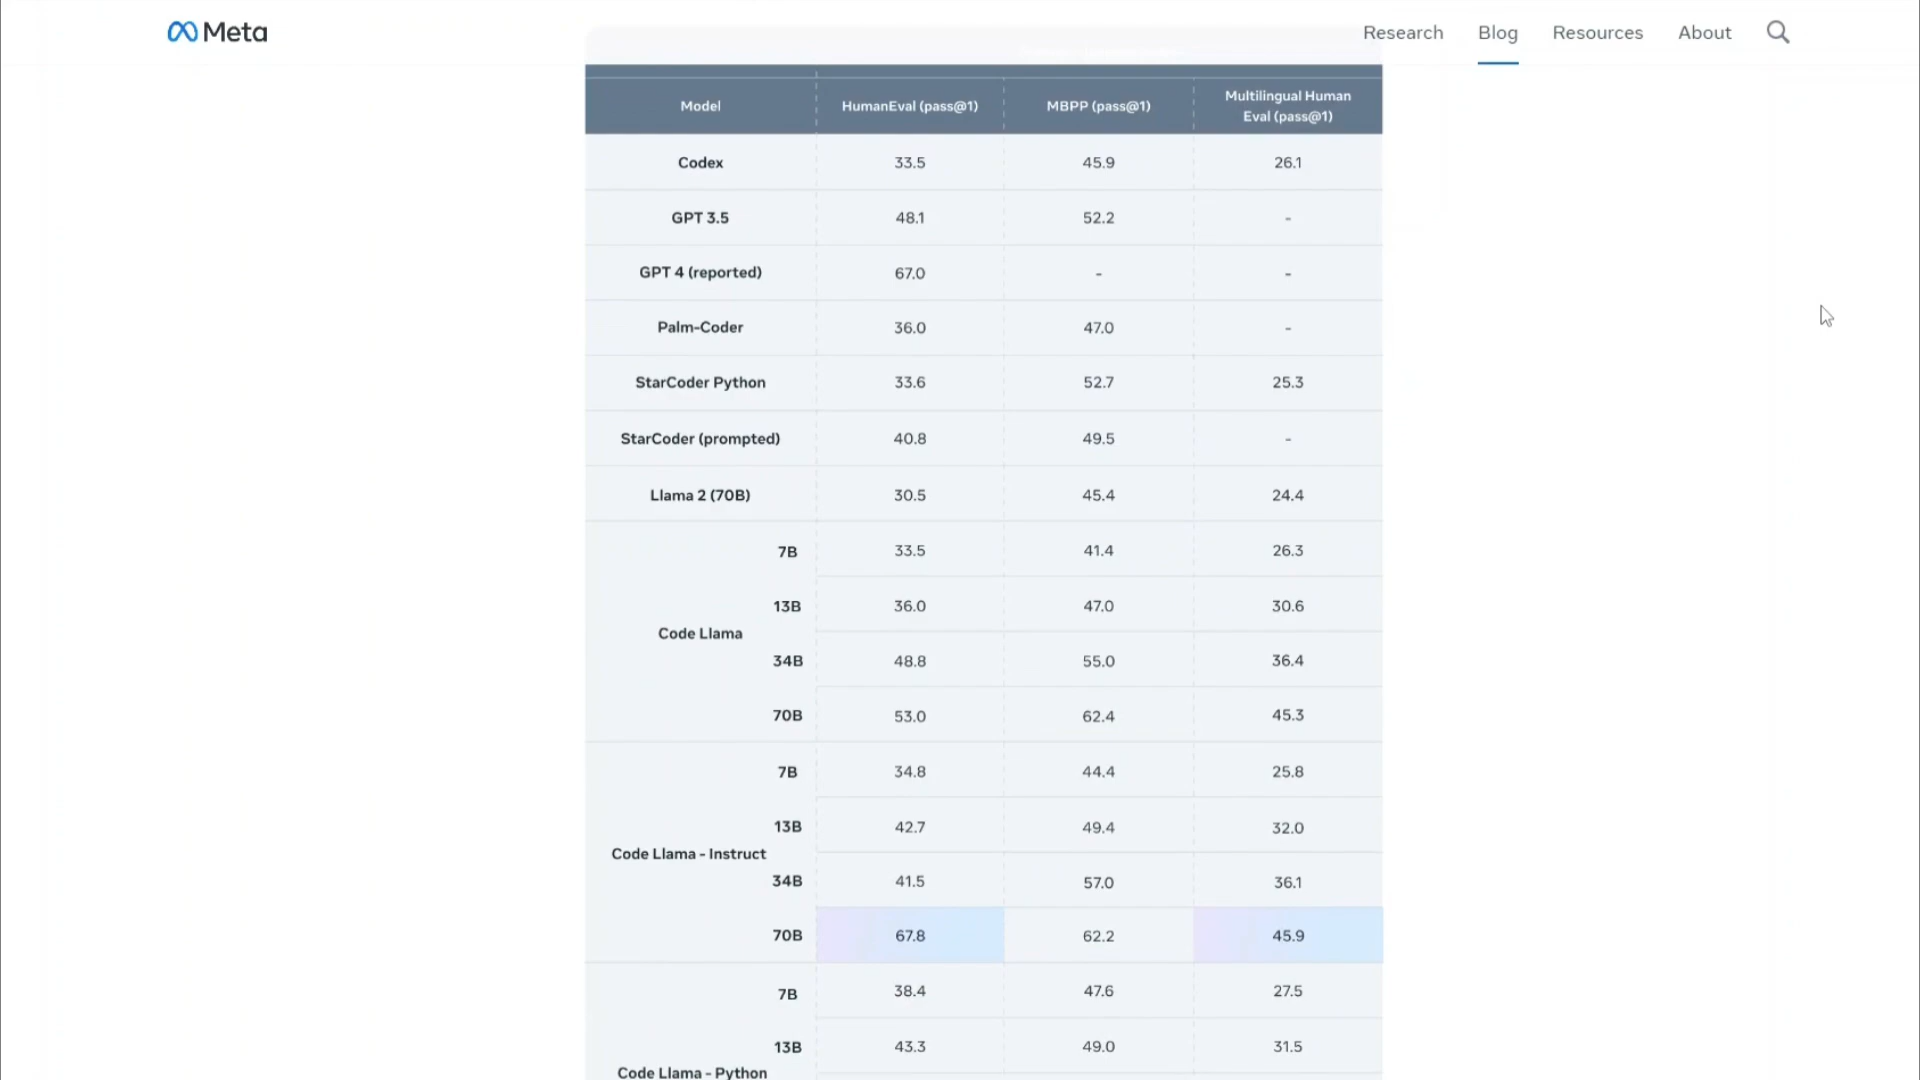 Meta
Research Blog Resources About
Model HumanEval (pass@1) MBPP (pass@1) Multilingual Human
Eval (pass@1)
Codex 33.5 45.9 26.1
GPT 3.5 48.1 52.2 -
GPT 4 (reported) 67.0 - -
Palm-Coder 36.0 47.0 -
StarCoder Python 33.6 52.7 25.3
StarCoder (prompted) 40.8 49.5 -
Llama 2 (70B) 30.5 45.4 24.4
7B 33.5 41.4 26.3
13B 36.0 47.0 30.6
Code Llama
34B 48.8 55.0 36.4
70B 53.0 62.4 45.3
7B 34.8 44.4 25.8
13B 42.7 49.4 32.0
Code Llama - Instruct
34B 41.5 57.0 36.1
70B 67.8 62.2 45.9
7B 38.4 47.6 27.5
13B 43.3 49.0 31.5
Code Llama - Python